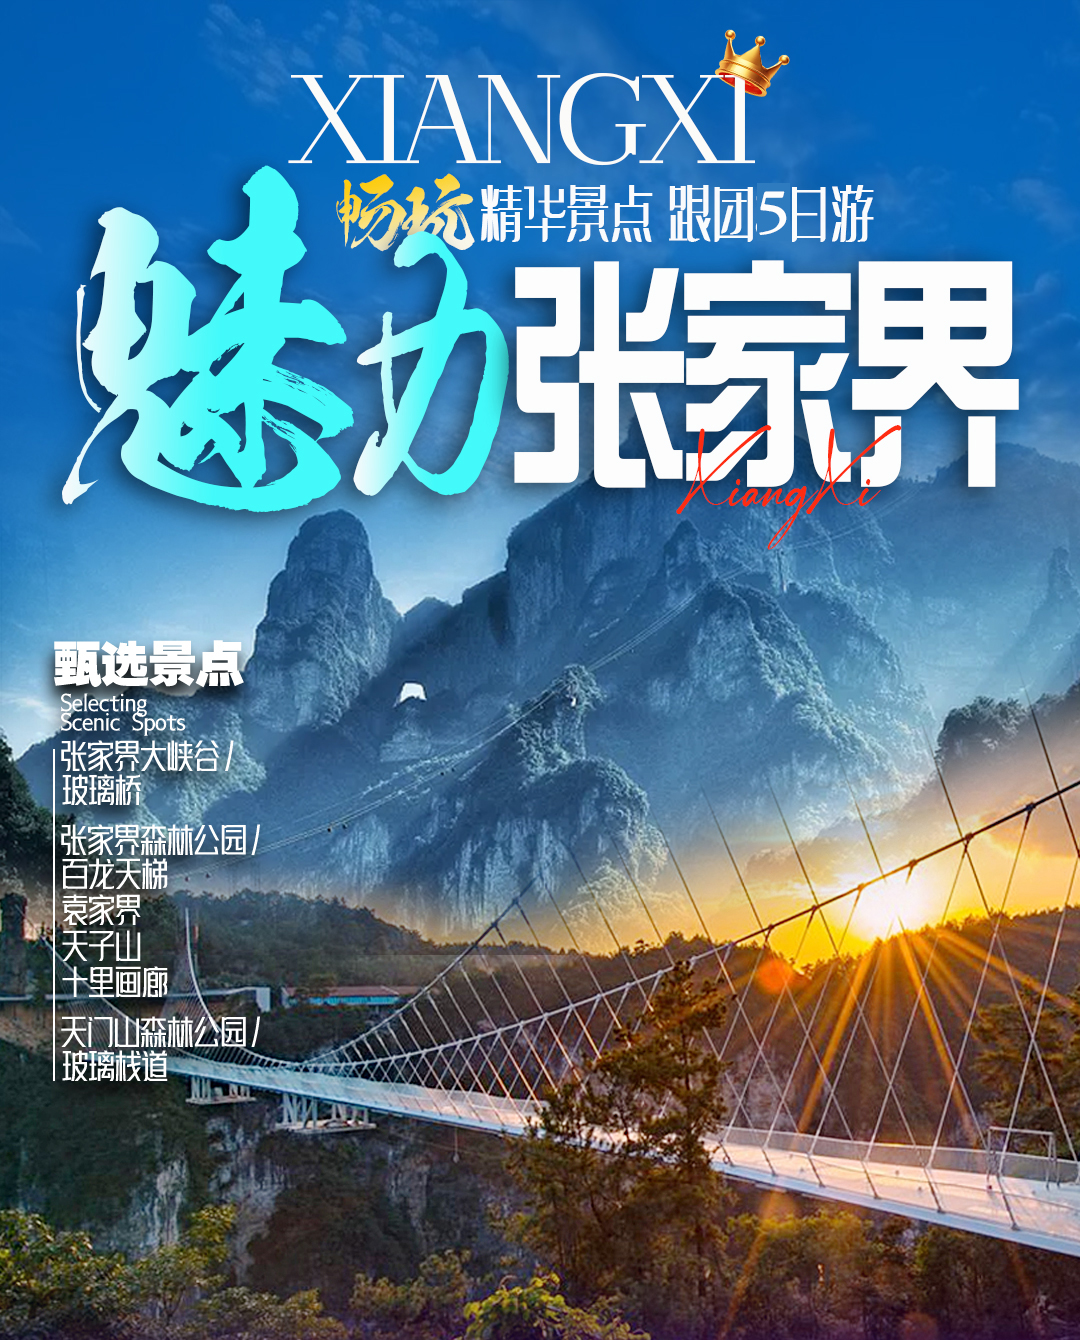 XIANGXI
畅玩精华景点 跟团5日游
魅力张家界
XiangXi
甄选景点
Selecting
Scenic Spots
张家界大峡谷/
玻璃桥
张家界森林公园/
百龙天梯
袁家界
天子山
十里画廊
天门山森林公园/
玻璃栈道